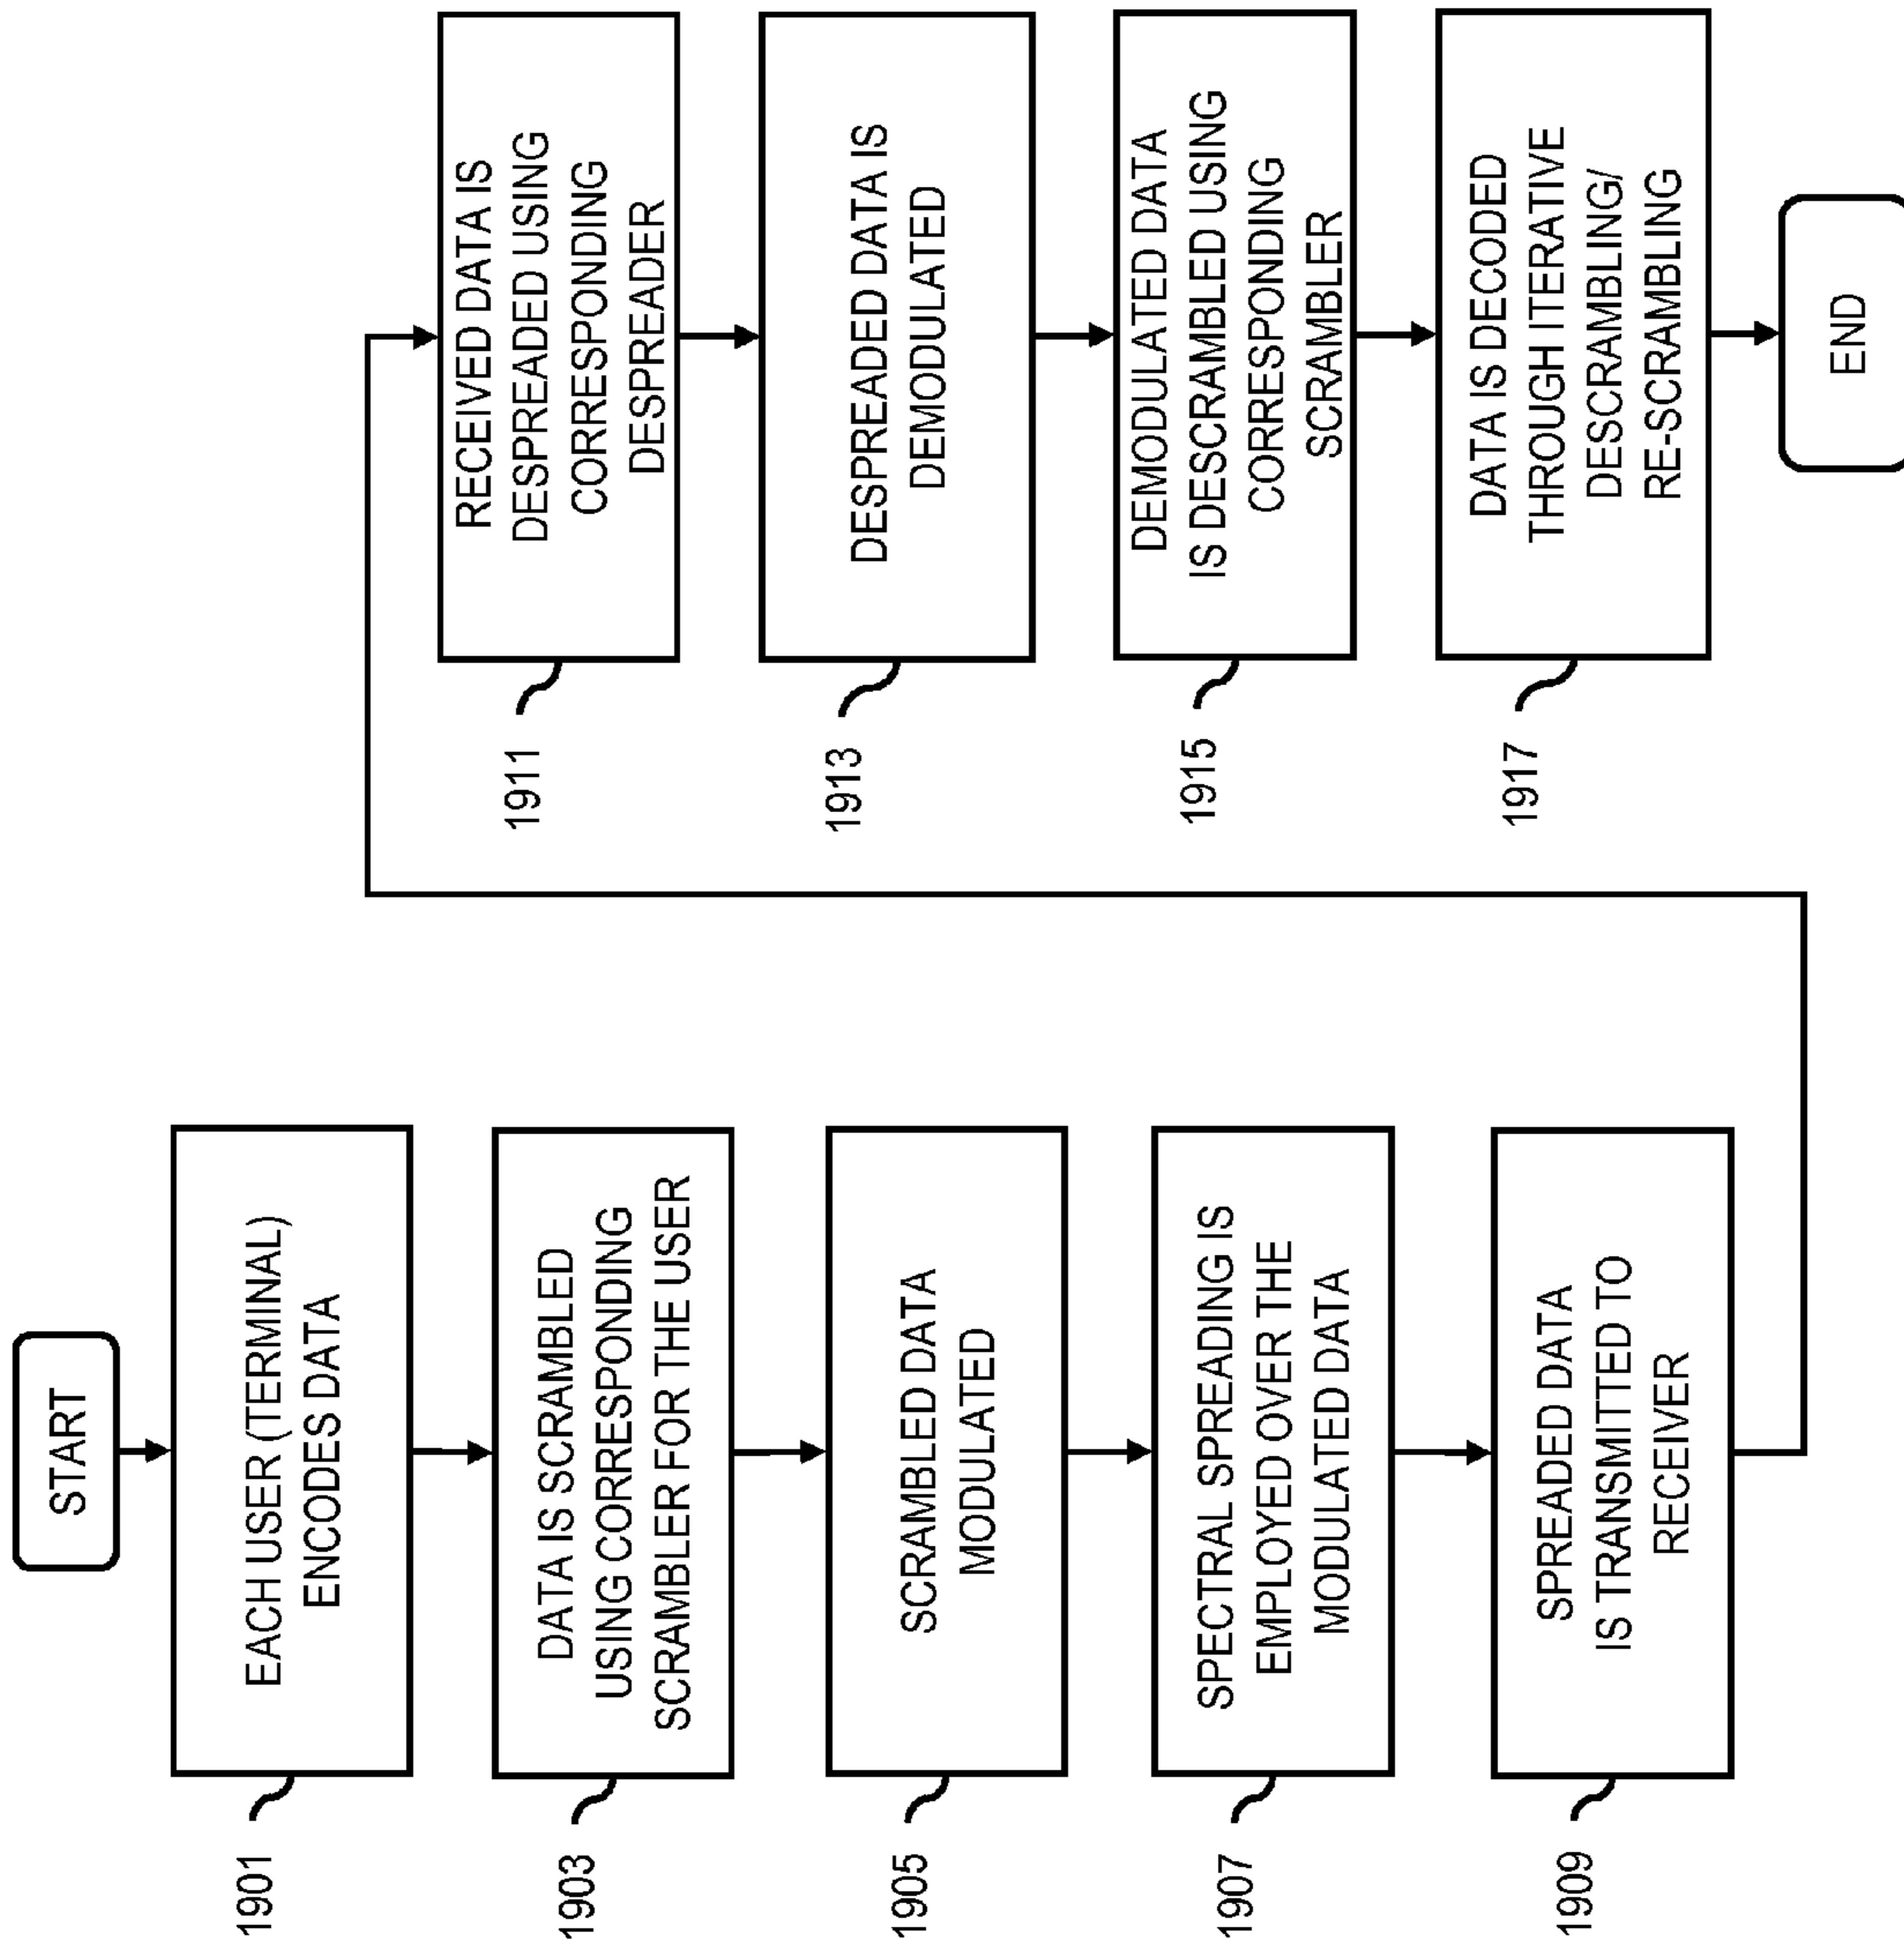 START
EACH USER (TERMINAL)
ENCODES DATA
1901
DATA IS SCRAMBLED
USING CORRESPONDING
SCRAMBLER FOR THE USER
1903
SCRAMBLED DATA
MODULATED
1905
SPECTRAL SPREADING IS
EMPLOYED OVER THE
MODULATED DATA
1907
SPREADED DATA
IS TRANSMITTED TO
RECEIVER
1909
RECEIVED DATA IS
DESPREADED USING
CORRESPONDING
DESPREADER
1911
DESPREADED DATA IS
DEMODULATED
1913
DEMODULATED DATA
IS DESCRAMBLED USING
CORRESPONDING
SCRAMBLER
1915
DATA IS DECODED
THROUGH ITERATIVE
DESCRAMBLING/
RE-SCRAMBLING
1917
END